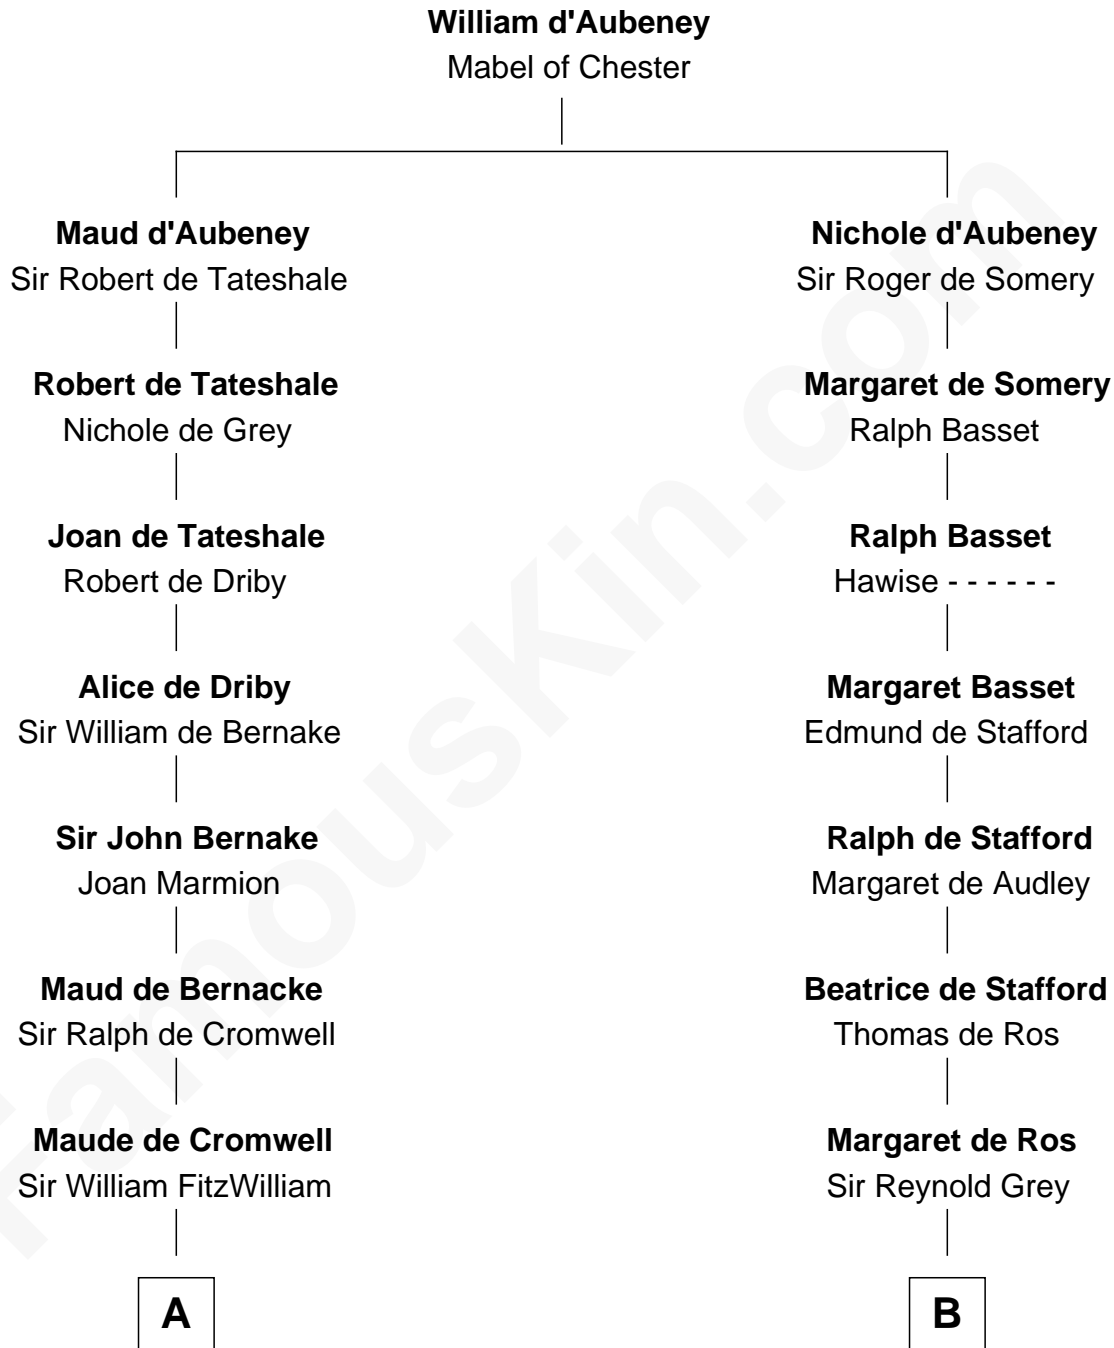 William d'Aubeney
Mabel of Chester
Maud d'Aubeney
Sir Robert de Tateshale
Robert de Tateshale
Nichole de Grey
Joan de Tateshale
Robert de Driby
Alice de Driby
Sir William de Bernake
Sir John Bernake
Joan Marmion
Maud de Bernacke
Sir Ralph de Cromwell
Maude de Cromwell
Sir William FitzWilliam
A
Nichole d'Aubeney
Sir Roger de Somery
Margaret de Somery
Ralph Basset
Ralph Basset
Hawise - - - - - -
Margaret Basset
Edmund de Stafford
Ralph de Stafford
Margaret de Audley
Beatrice de Stafford
Thomas de Ros
Margaret de Ros
Sir Reynold Grey
B
FamousKin.com